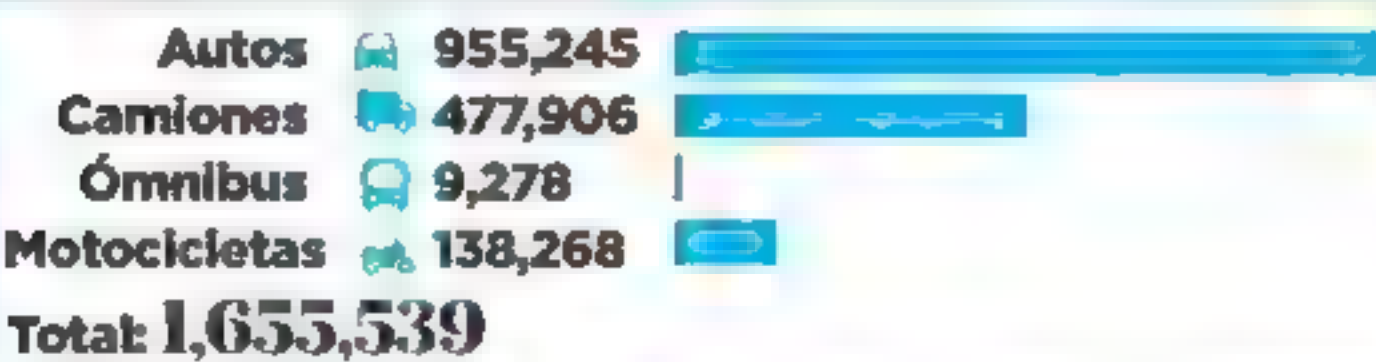 Autos 955,245
Camiones 477,906
Ómnibus 9,278
Motocicletas 138,268
Total: 1,655,539